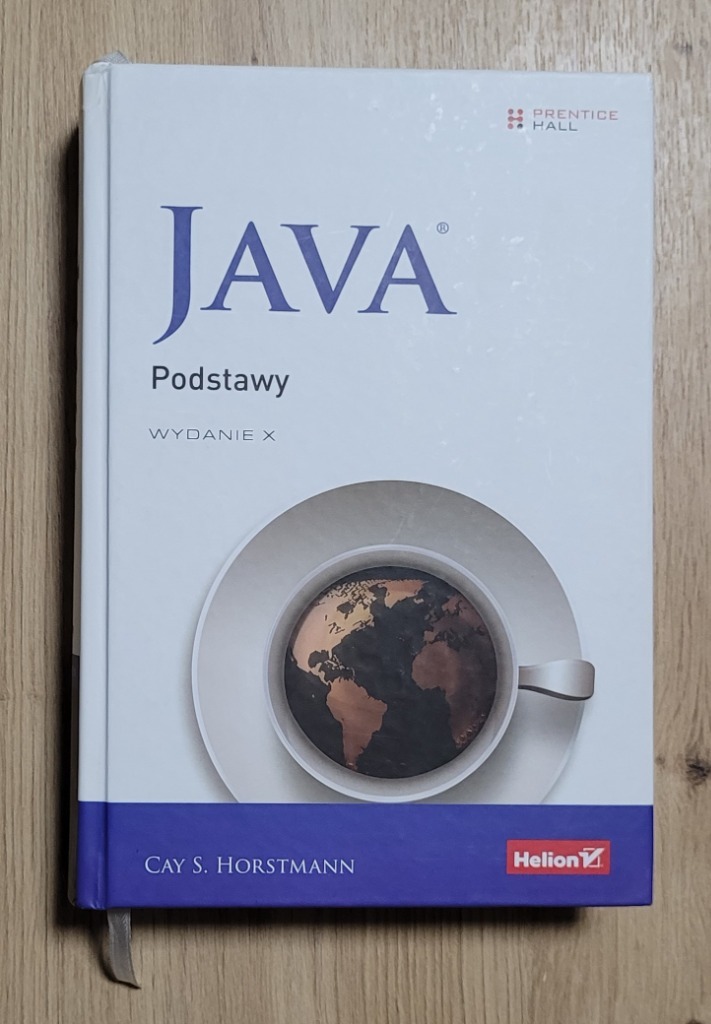 PRENTICE
HALL
JAVA®
Podstawy
WYDANIE X
CAY S. HORSTMANN
Helion